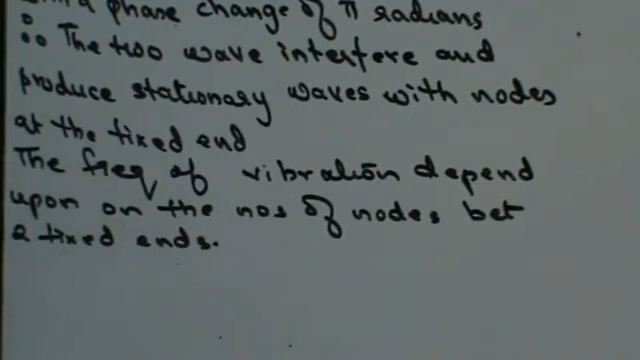 a phase change of π radians
∴ The two wave interfere and
produce stationary waves with nodes
at the fixed end
The freq of vibration depend
upon on the nos of nodes bet
2 fixed ends.